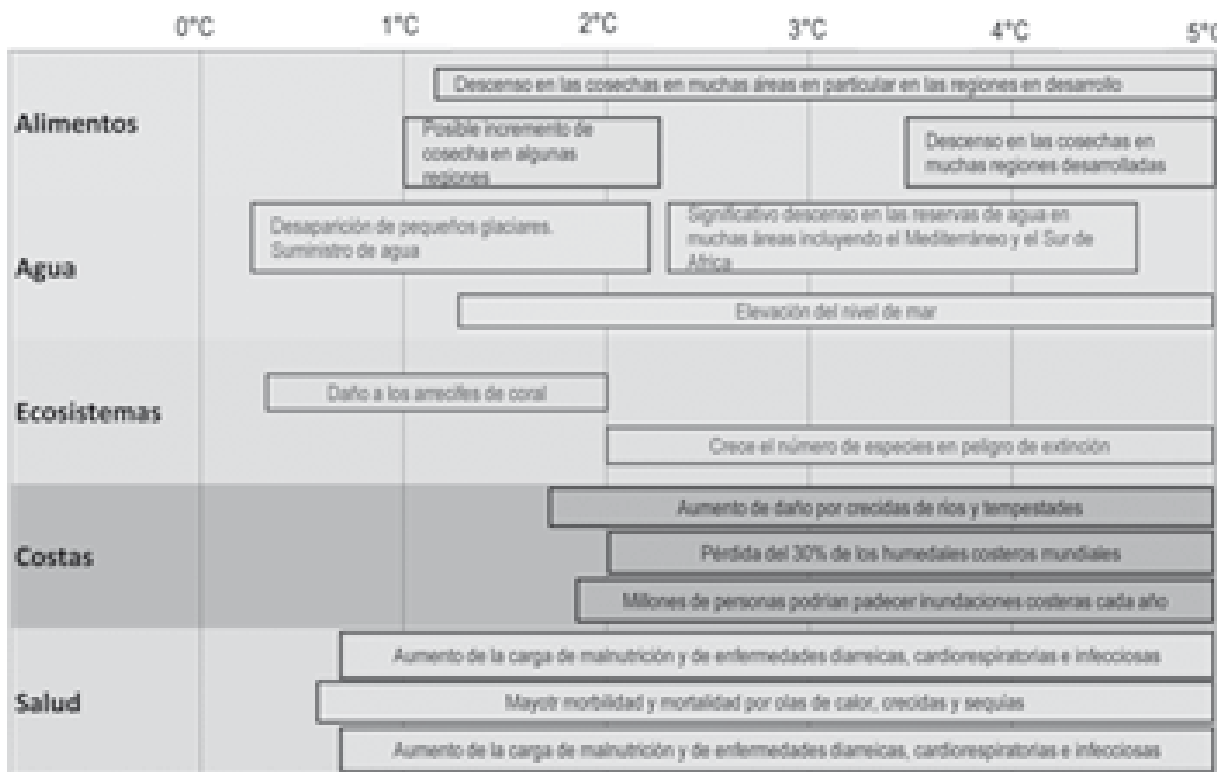 0°C 1°C 2°C 3°C 4°C 5°C
Alimentos
Descenso en las cosechas en muchas áreas en particular en las regiones en desarrollo
Posible incremento de
cosecha en algunas
regiones
Descenso en las cosechas en
muchas regiones desarrolladas
Agua
Desaparición de pequeños glaciares.
Suministro de agua
Significativo descenso en las reservas de agua en
muchas áreas incluyendo el Mediterráneo y el Sur de
Africa
Elevación del nivel de mar
Ecosistemas
Daño a los arrecifes de coral
Crece el número de especies en peligro de extinción
Costas
Aumento de daño por crecidas de ríos y tempestades
Pérdida del 30% de los humedales costeros mundiales
Millones de personas podrían padecer inundaciones costeras cada año
Salud
Aumento de la carga de malnutrición y de enfermedades diarreicas, cardiorespiratorias e infecciosas
Mayotr morbilidad y mortalidad por olas de calor, crecidas y sequías
Aumento de la carga de malnutrición y de enfermedades diarreicas, cardiorespiratorias e infecciosas